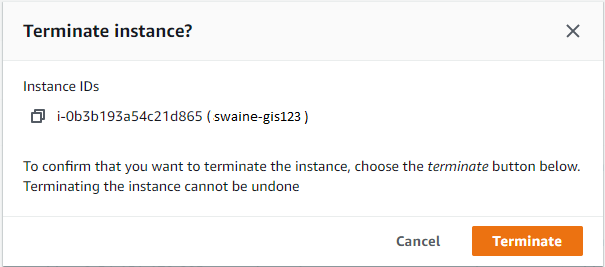 Terminate instance?
Instance IDs
i-0b3b193a54c21d865 ( swaine-gis123 )
To confirm that you want to terminate the instance, choose the terminate button below.
Terminating the instance cannot be undone
Cancel Terminate